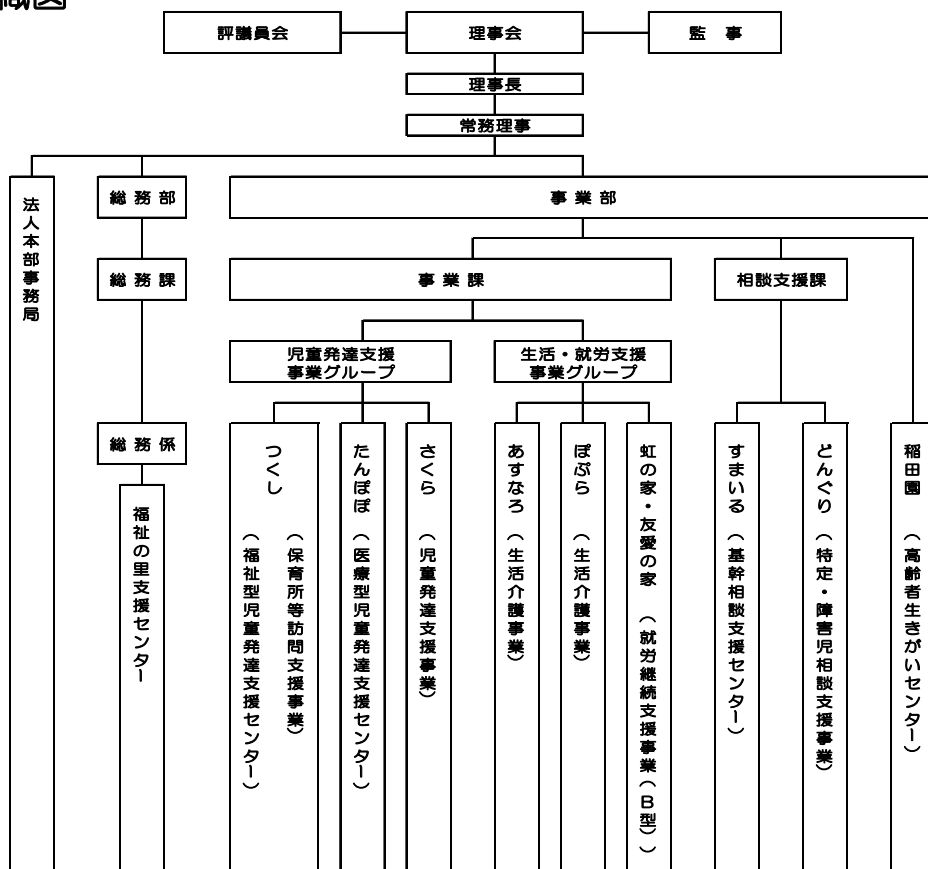 織図
評議員会
理事会
監　事
理事長
常務理事
法人本部事務局
総務部
事業部
総務課
事業課
相談支援課
児童発達支援
事業グループ
生活・就労支援
事業グループ
総務係
福祉の里支援センター
つくし
（保育所等訪問支援事業）
（福祉型児童発達支援センター）
たんぽぽ（医療型児童発達支援センター）
さくら（児童発達支援事業）
あすなろ（生活介護事業）
ぽぷら（生活介護事業）
虹の家・友愛の家（就労継続支援事業（Ｂ型））
すまいる（基幹相談支援センター）
どんぐり（特定・障害児相談支援事業）
稲田園（高齢者生きがいセンター）